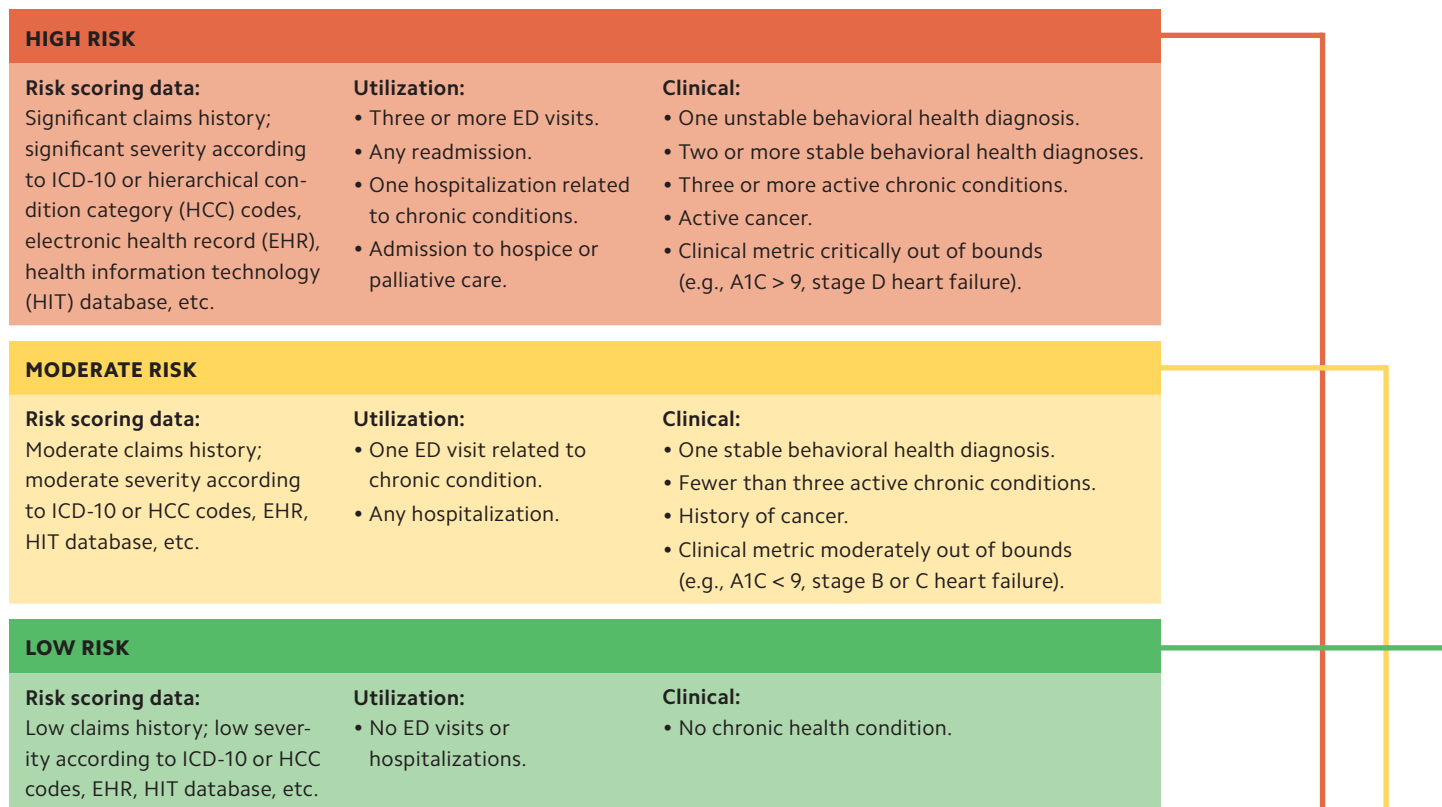 HIGH RISK
Risk scoring data:
Significant claims history;
significant severity according
to ICD-10 or hierarchical con-
dition category (HCC) codes,
electronic health record (EHR),
health information technology
(HIT) database, etc.
Utilization:
• Three or more ED visits.
• Any readmission.
• One hospitalization related
to chronic conditions.
• Admission to hospice or
palliative care.
Clinical:
• One unstable behavioral health diagnosis.
• Two or more stable behavioral health diagnoses.
• Three or more active chronic conditions.
• Active cancer.
• Clinical metric critically out of bounds
(e.g., A1C > 9, stage D heart failure).
MODERATE RISK
Risk scoring data:
Moderate claims history;
moderate severity according
to ICD-10 or HCC codes, EHR,
HIT database, etc.
Utilization:
• One ED visit related to
chronic condition.
• Any hospitalization.
Clinical:
• One stable behavioral health diagnosis.
• Fewer than three active chronic conditions.
• History of cancer.
• Clinical metric moderately out of bounds
(e.g., A1C < 9, stage B or C heart failure).
LOW RISK
Risk scoring data:
Low claims history; low sever-
ity according to ICD-10 or HCC
codes, EHR, HIT database, etc.
Utilization:
• No ED visits or
hospitalizations.
Clinical:
• No chronic health condition.